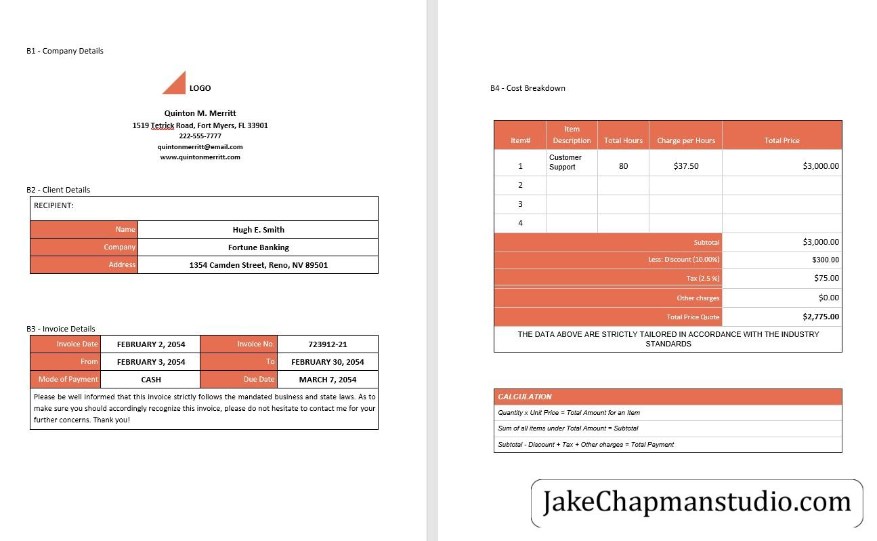 B1 - Company Details
LOGO
Quinton M. Merritt
1519 Tetrick Road, Fort Myers, FL 33901
222-555-7777
quintonmerritt@email.com
www.quintonmerritt.com
B2 - Client Details
RECIPIENT:
Name Hugh E. Smith
Company Fortune Banking
Address 1354 Camden Street, Reno, NV 89501
B3 - Invoice Details
Invoice Date FEBRUARY 2, 2054 Invoice No 723912-21
From FEBRUARY 3, 2054 To FEBRUARY 30, 2054
Mode of Payment CASH Due Date MARCH 7, 2054
Please be well informed that this invoice strictly follows the mandated business and state laws. As to
make sure you should accordingly recognize this invoice, please do not hesitate to contact me for your
further concerns. Thank you!
B4 - Cost Breakdown
Item# Item Description Total Hours Charge per Hours Total Price
1 Customer Support 80 $37.50 $3,000.00
2
3
4
Subtotal $3,000.00
Less: Discount (10.00%) $300.00
Tax (2.5 %) $75.00
Other charges $0.00
Total Price Quote $2,775.00
THE DATA ABOVE ARE STRICTLY TAILORED IN ACCORDANCE WITH THE INDUSTRY
STANDARDS
CALCULATION
Quantity x Unit Price = Total Amount for an item
Sum of all items under Total Amount = Subtotal
Subtotal - Discount + Tax + Other charges = Total Payment
JakeChapmanstudio.com